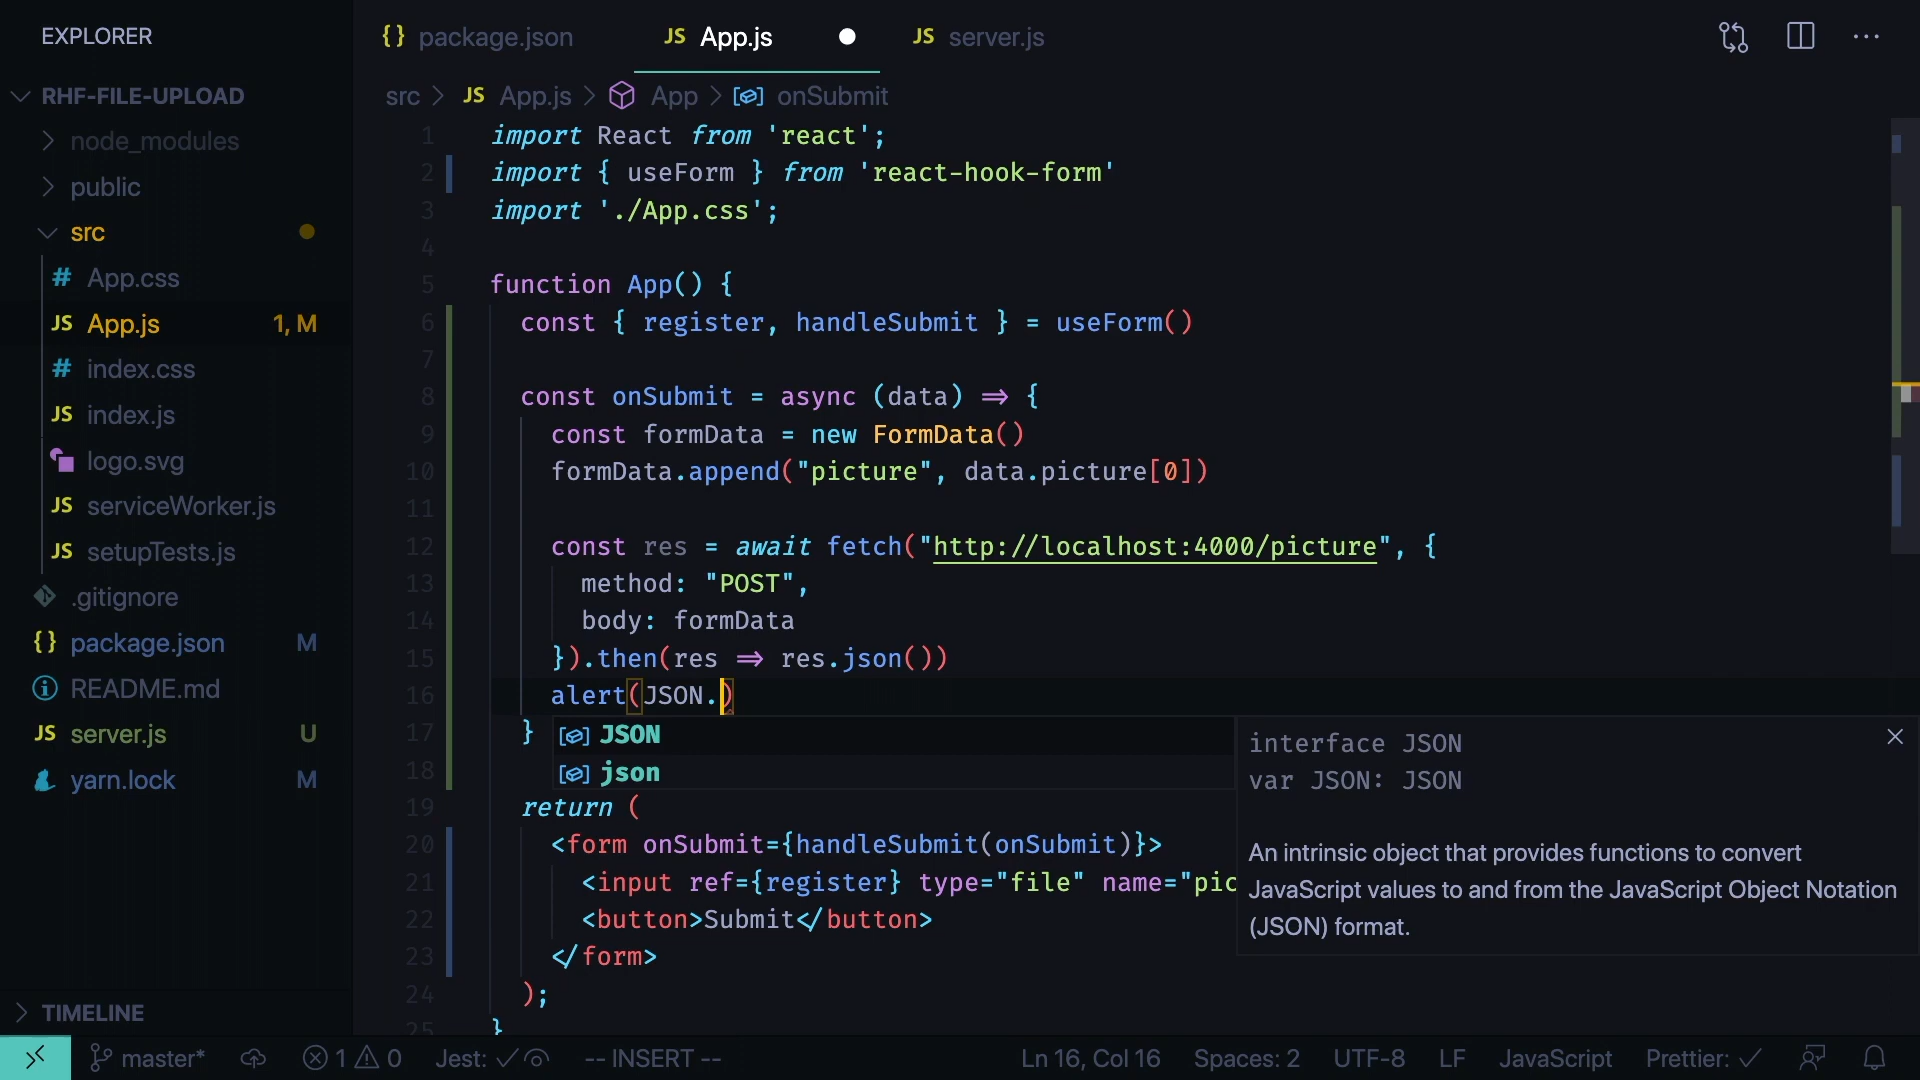 EXPLORER
RHF-FILE-UPLOAD
node_modules
public
src
# App.css
JS App.js 1, M
# index.css
JS index.js
logo.svg
JS serviceWorker.js
JS setupTests.js
.gitignore
{} package.json M
README.md
JS server.js U
yarn.lock M
TIMELINE
{} package.json JS App.js JS server.js
src > JS App.js > App > onSubmit
1 import React from 'react';
2 import { useForm } from 'react-hook-form'
3 import './App.css';
4
5 function App() {
6 const { register, handleSubmit } = useForm()
7
8 const onSubmit = async (data) => {
9 const formData = new FormData()
10 formData.append("picture", data.picture[0])
11
12 const res = await fetch("http://localhost:4000/picture", {
13 method: "POST",
14 body: formData
15 }).then(res => res.json())
16 alert(JSON.)
17 }
18
19 return (
20 <form onSubmit={handleSubmit(onSubmit)}>
21 <input ref={register} type="file" name="pic
22 <button>Submit</button>
23 </form>
24 );
25 }
JSON
json
interface JSON
var JSON: JSON
An intrinsic object that provides functions to convert
JavaScript values to and from the JavaScript Object Notation
(JSON) format.
master* 1 0 Jest: -- INSERT -- Ln 16, Col 16 Spaces: 2 UTF-8 LF JavaScript Prettier: